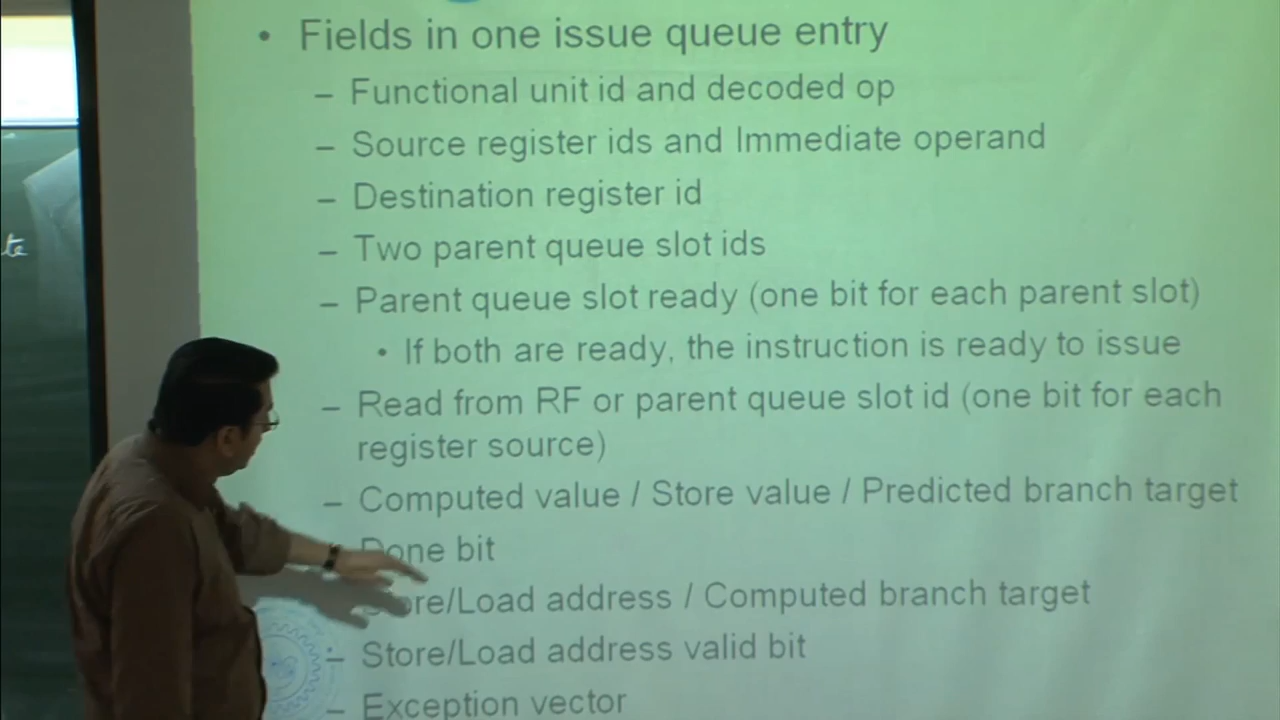 • Fields in one issue queue entry
– Functional unit id and decoded op
– Source register ids and Immediate operand
– Destination register id
– Two parent queue slot ids
– Parent queue slot ready (one bit for each parent slot)
• If both are ready, the instruction is ready to issue
– Read from RF or parent queue slot id (one bit for each
register source)
– Computed value / Store value / Predicted branch target
Done bit
Store/Load address / Computed branch target
– Store/Load address valid bit
– Exception vector